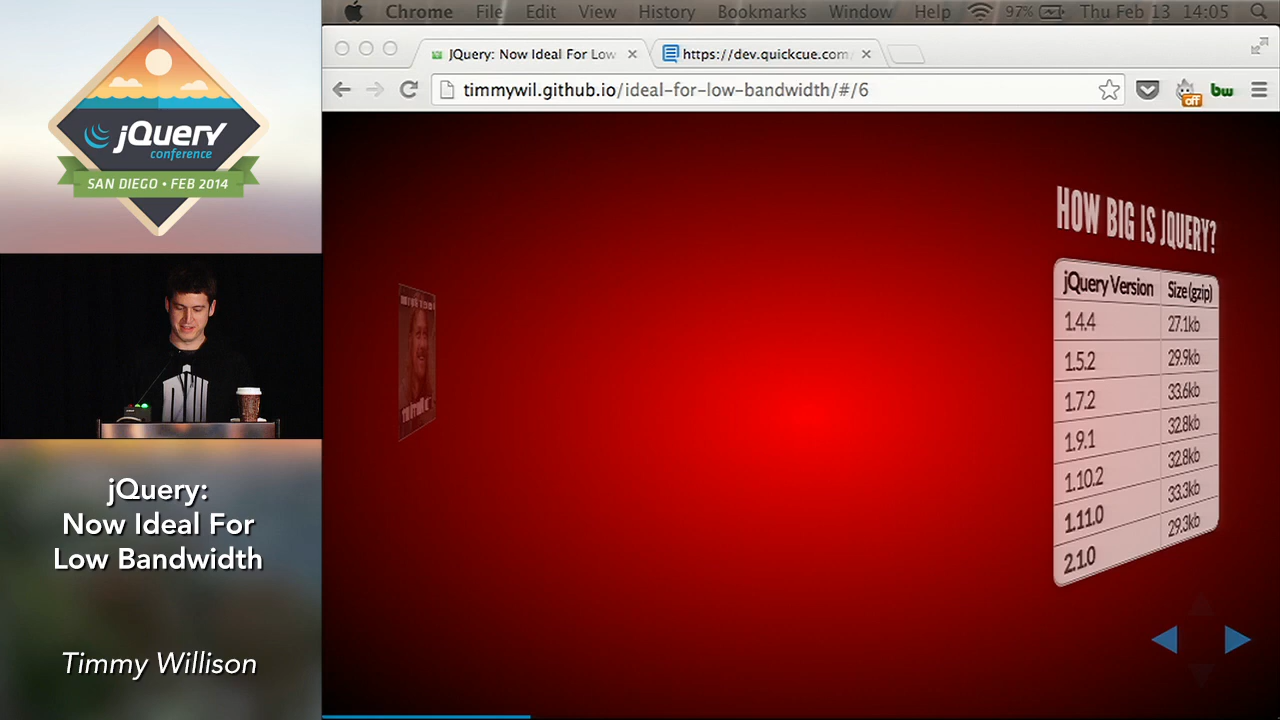 jQuery
conference
SAN DIEGO • FEB 2014
jQuery:
Now Ideal For
Low Bandwidth
Timmy Willison
Chrome File Edit View History Bookmarks Window Help 97% Thu Feb 13 14:05
jQuery: Now Ideal For Low
https://dev.quickcue.com
timmywil.github.io/ideal-for-low-bandwidth/#/6
off
bw
HOW BIG IS JQUERY?
jQuery Version Size (gzip)
1.4.4 27.1kb
1.5.2 29.9kb
1.7.2 33.6kb
1.9.1 32.8kb
1.10.2 32.8kb
1.11.0 33.3kb
2.1.0 29.3kb